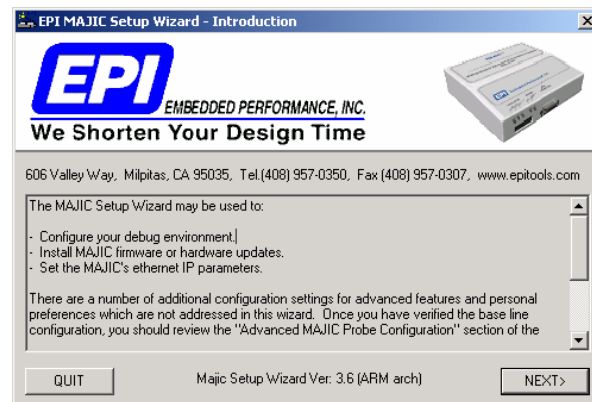 EPI MAJIC Setup Wizard - Introduction
EPI
EMBEDDED PERFORMANCE, INC.
We Shorten Your Design Time
606 Valley Way, Milpitas, CA 95035, Tel.(408) 957-0350, Fax (408) 957-0307, www.epitools.com
The MAJIC Setup Wizard may be used to:
- Configure your debug environment.
- Install MAJIC firmware or hardware updates.
- Set the MAJIC's ethernet IP parameters.
There are a number of additional configuration settings for advanced features and personal
preferences which are not addressed in this wizard. Once you have verified the base line
configuration, you should review the "Advanced MAJIC Probe Configuration" section of the
QUIT
Majic Setup Wizard Ver: 3.6 (ARM arch)
NEXT>